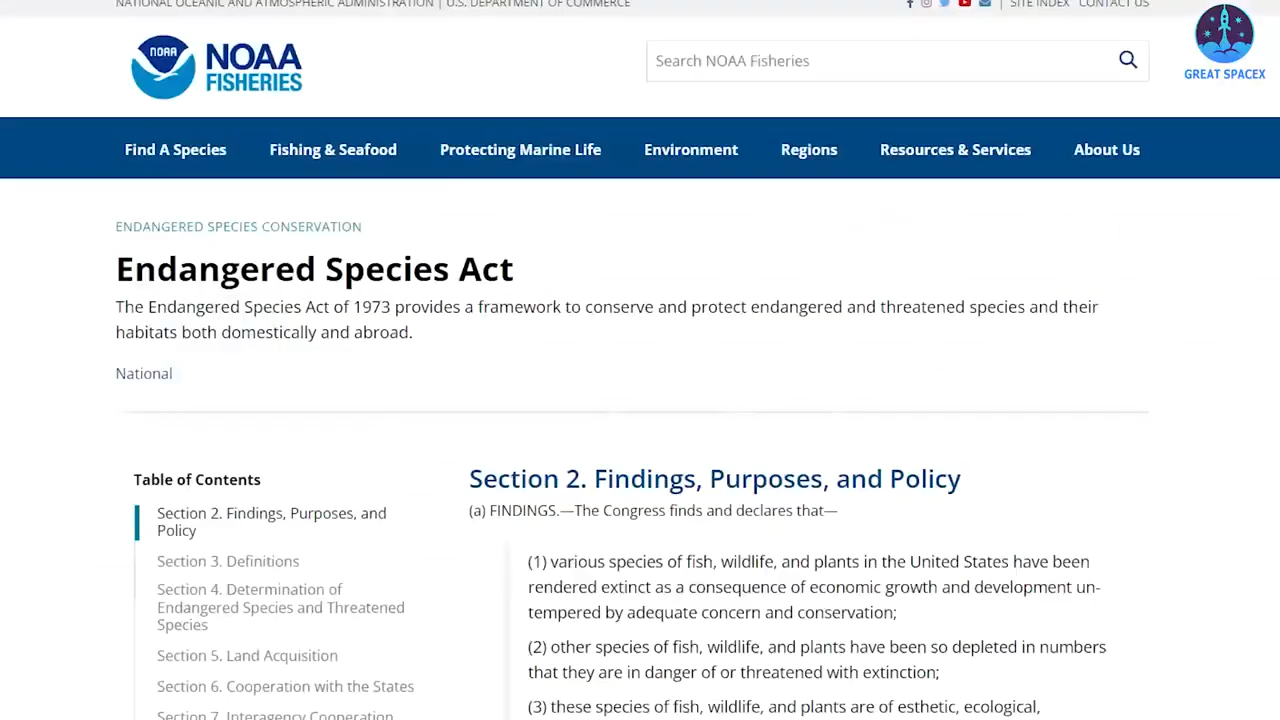 NATIONAL OCEANIC AND ATMOSPHERIC ADMINISTRATION | U.S. DEPARTMENT OF COMMERCE
SITE INDEX CONTACT US
NOAA
NOAA
FISHERIES
Search NOAA Fisheries
GREAT SPACEX
Find A Species
Fishing & Seafood
Protecting Marine Life
Environment
Regions
Resources & Services
About Us
ENDANGERED SPECIES CONSERVATION
Endangered Species Act
The Endangered Species Act of 1973 provides a framework to conserve and protect endangered and threatened species and their
habitats both domestically and abroad.
National
Table of Contents
Section 2. Findings, Purposes, and
Policy
Section 3. Definitions
Section 4. Determination of
Endangered Species and Threatened
Species
Section 5. Land Acquisition
Section 6. Cooperation with the States
Section 7. Interagency Cooperation
Section 2. Findings, Purposes, and Policy
(a) FINDINGS.—The Congress finds and declares that—
(1) various species of fish, wildlife, and plants in the United States have been
rendered extinct as a consequence of economic growth and development un-
tempered by adequate concern and conservation;
(2) other species of fish, wildlife, and plants have been so depleted in numbers
that they are in danger of or threatened with extinction;
(3) these species of fish, wildlife, and plants are of esthetic, ecological,